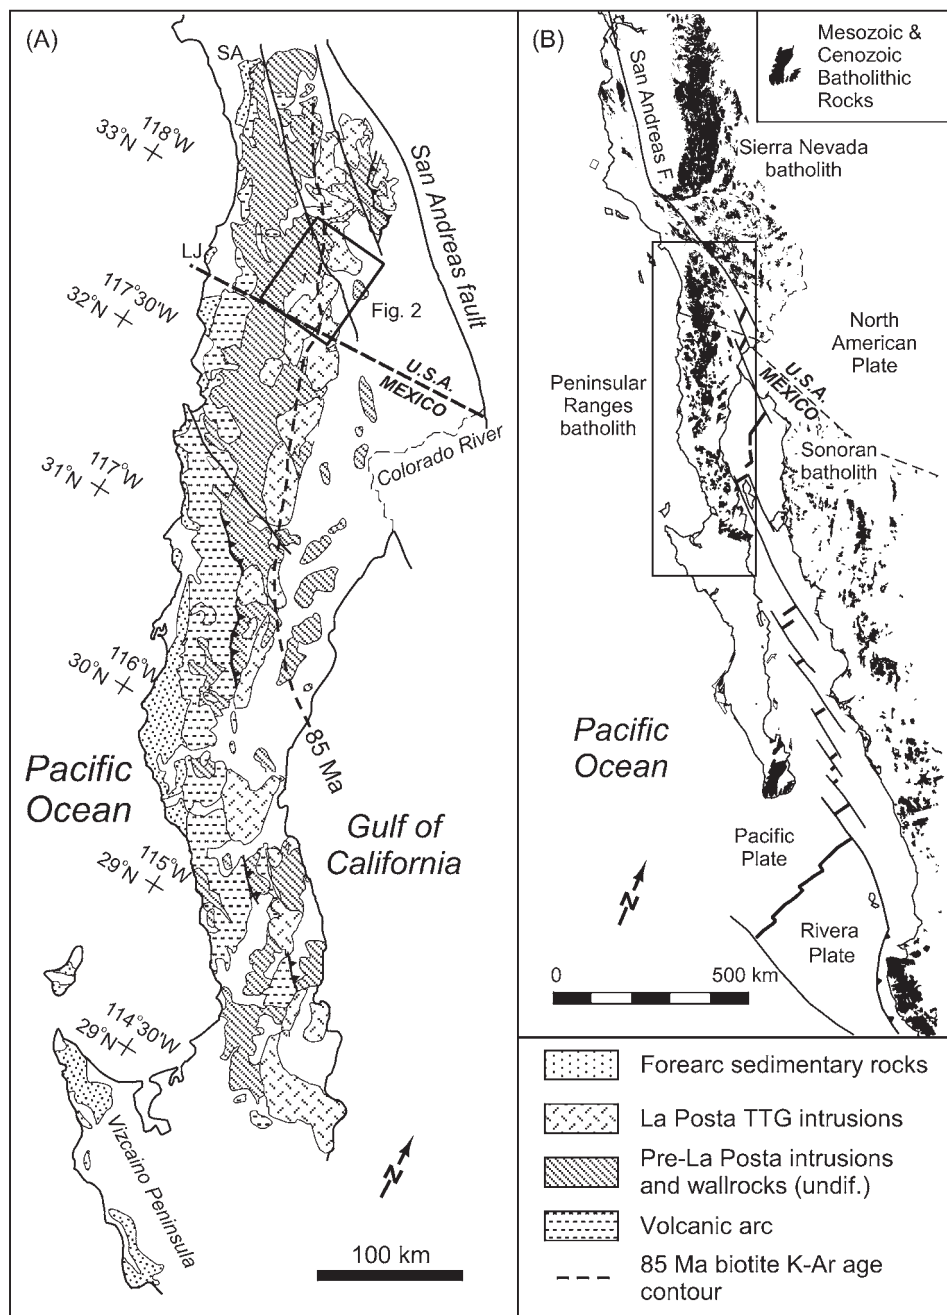 (A)
SA
118°W
33°N
San Andreas fault
LJ
117°30'W
32°N
Fig. 2
U.S.A.
MEXICO
117°W
31°N
Colorado River
116°W
30°N
85 Ma
Pacific
Ocean
Gulf of
California
115°W
29°N
114°30'W
29°N
Vizcaino Peninsula
N
100 km
(B)
Mesozoic &
Cenozoic
Batholithic
Rocks
San Andreas F.
Sierra Nevada
batholith
North
American
Plate
U.S.A.
MEXICO
Peninsular
Ranges
batholith
Sonoran
batholith
Pacific
Ocean
Pacific
Plate
N
Rivera
Plate
0 500 km
Forearc sedimentary rocks
La Posta TTG intrusions
Pre-La Posta intrusions
and wallrocks (undif.)
Volcanic arc
85 Ma biotite K-Ar age
contour